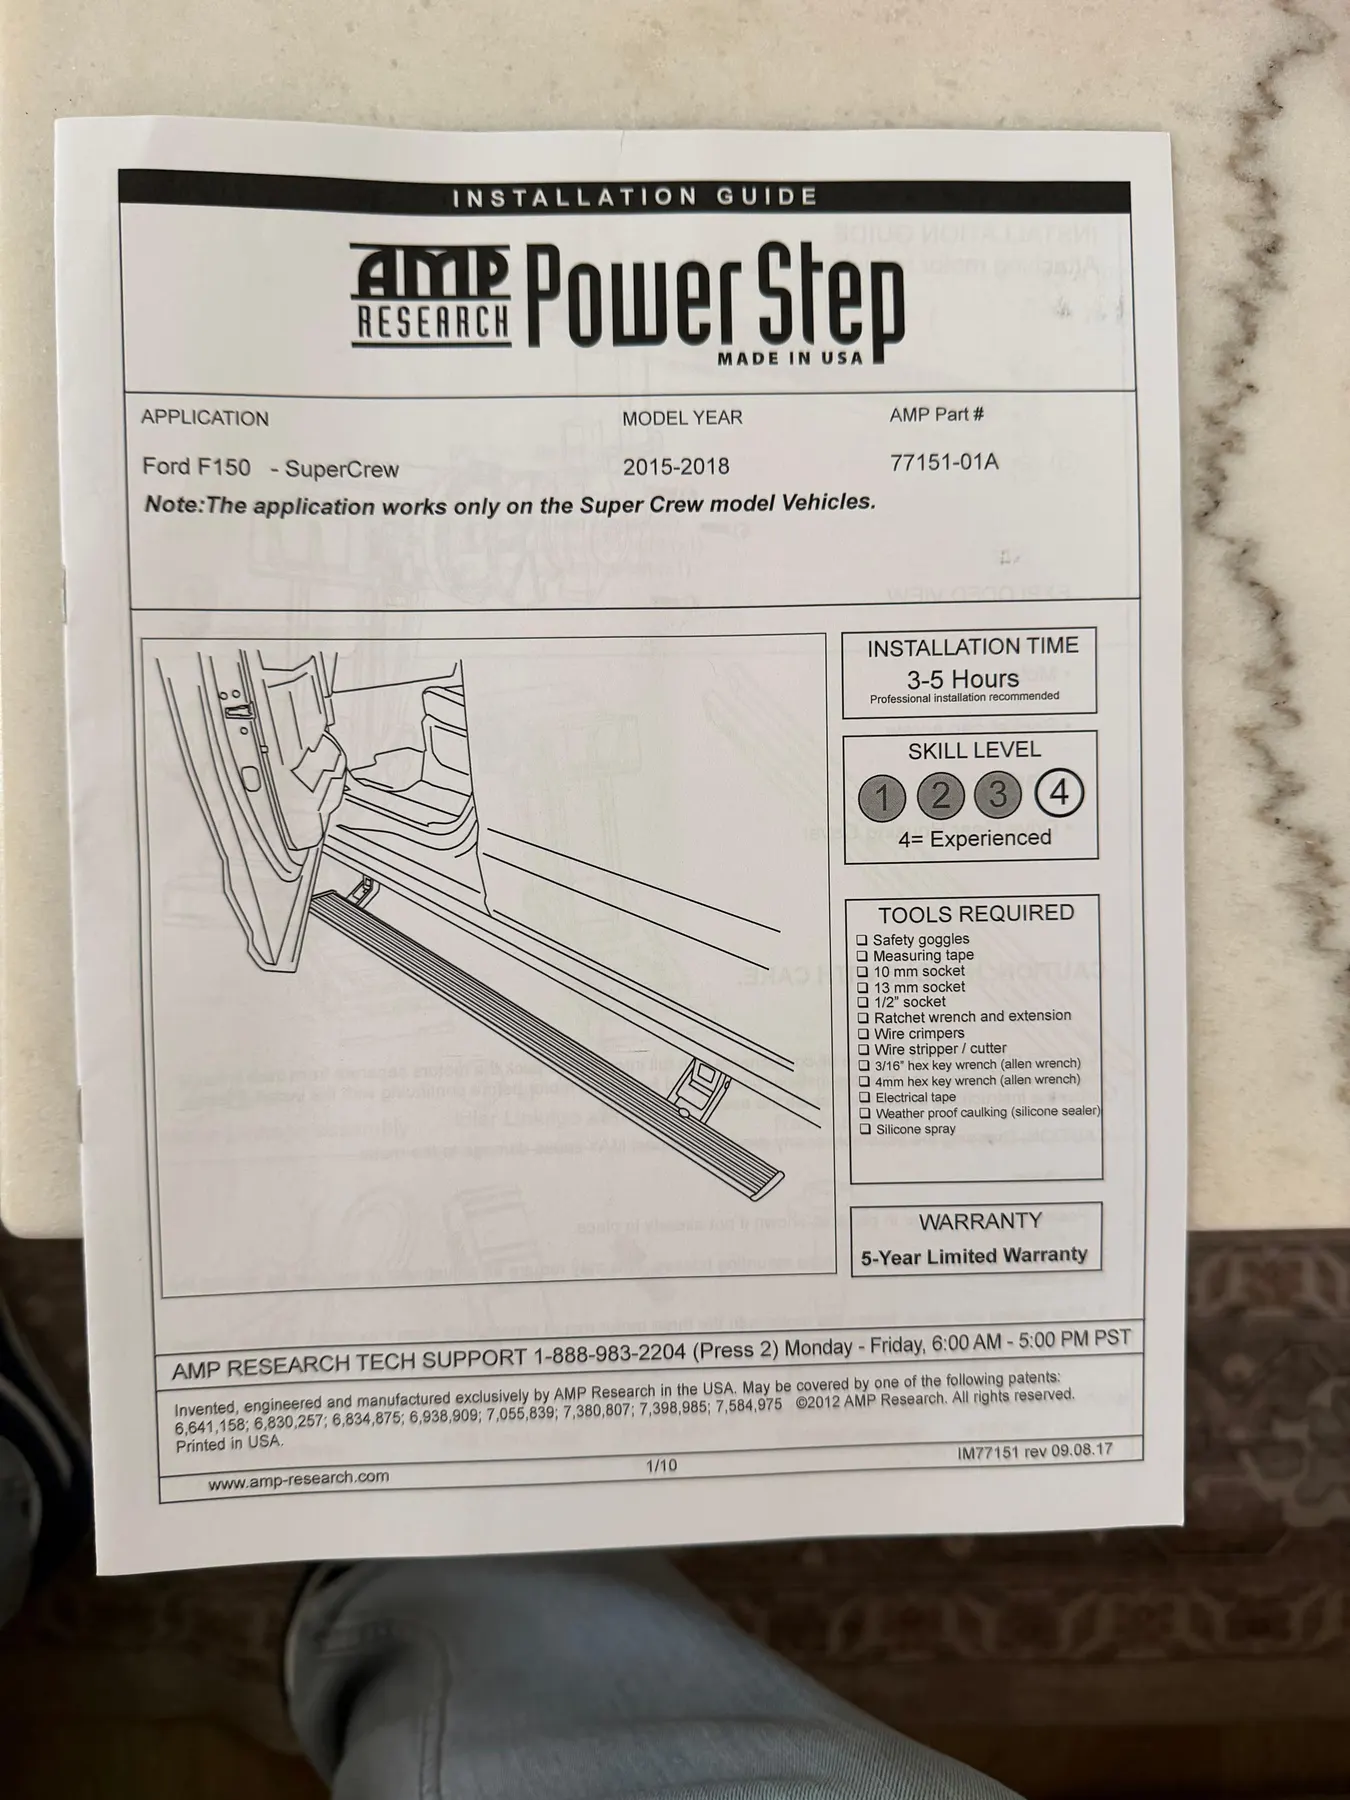 INSTALLATION GUIDE
AMP RESEARCH Power Step
MADE IN USA
APPLICATION MODEL YEAR AMP Part #
Ford F150 - SuperCrew 2015-2018 77151-01A
Note:The application works only on the Super Crew model Vehicles.
INSTALLATION TIME
3-5 Hours
Professional installation recommended
SKILL LEVEL
1 2 3 4
4= Experienced
TOOLS REQUIRED
❑ Safety goggles
❑ Measuring tape
❑ 10 mm socket
❑ 13 mm socket
❑ 1/2" socket
❑ Ratchet wrench and extension
❑ Wire crimpers
❑ Wire stripper / cutter
❑ 3/16" hex key wrench (allen wrench)
❑ 4mm hex key wrench (allen wrench)
❑ Electrical tape
❑ Weather proof caulking (silicone sealer)
❑ Silicone spray
WARRANTY
5-Year Limited Warranty
AMP RESEARCH TECH SUPPORT 1-888-983-2204 (Press 2) Monday - Friday, 6:00 AM - 5:00 PM PST
Invented, engineered and manufactured exclusively by AMP Research in the USA. May be covered by one of the following patents:
6,641,158; 6,830,257; 6,834,875; 6,938,909; 7,055,839; 7,380,807; 7,398,985; 7,584,975 ©2012 AMP Research. All rights reserved.
Printed in USA.
www.amp-research.com 1/10 IM77151 rev 09.08.17